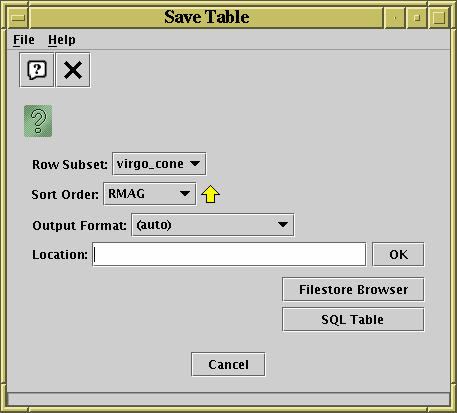 Save Table
File Help
Row Subset: virgo_cone
Sort Order: RMAG
Output Format: (auto)
Location: OK
Filestore Browser
SQL Table
Cancel